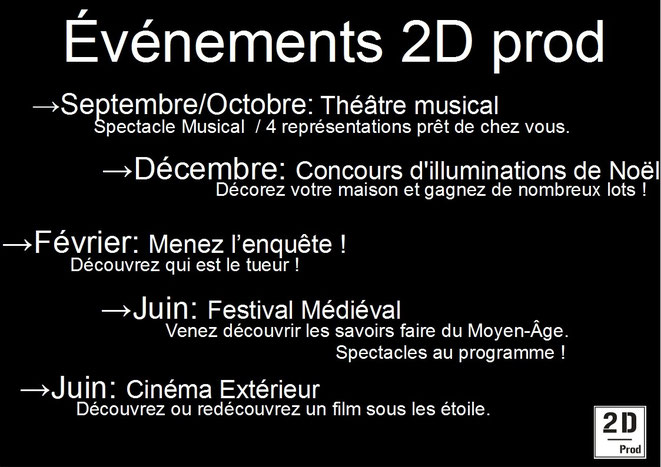 Événements 2D prod
→Septembre/Octobre: Théâtre musical
Spectacle Musical / 4 représentations prêt de chez vous.
→Décembre: Concours d'illuminations de Noël
Décorez votre maison et gagnez de nombreux lots !
→Février: Menez l’enquête !
Découvrez qui est le tueur !
→Juin: Festival Médiéval
Venez découvrir les savoirs faire du Moyen-Âge.
Spectacles au programme !
→Juin: Cinéma Extérieur
Découvrez ou redécouvrez un film sous les étoile.
2D
Prod